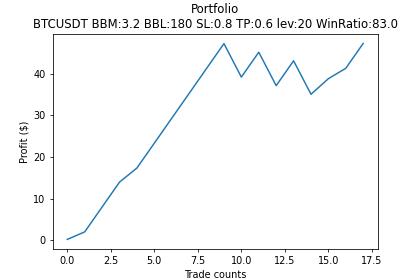 Portfolio
BTCUSDT BBM:3.2 BBL:180 SL:0.8 TP:0.6 lev:20 WinRatio:83.0
Profit ($)
40
30
20
10
0
0.0 2.5 5.0 7.5 10.0 12.5 15.0 17.5
Trade counts